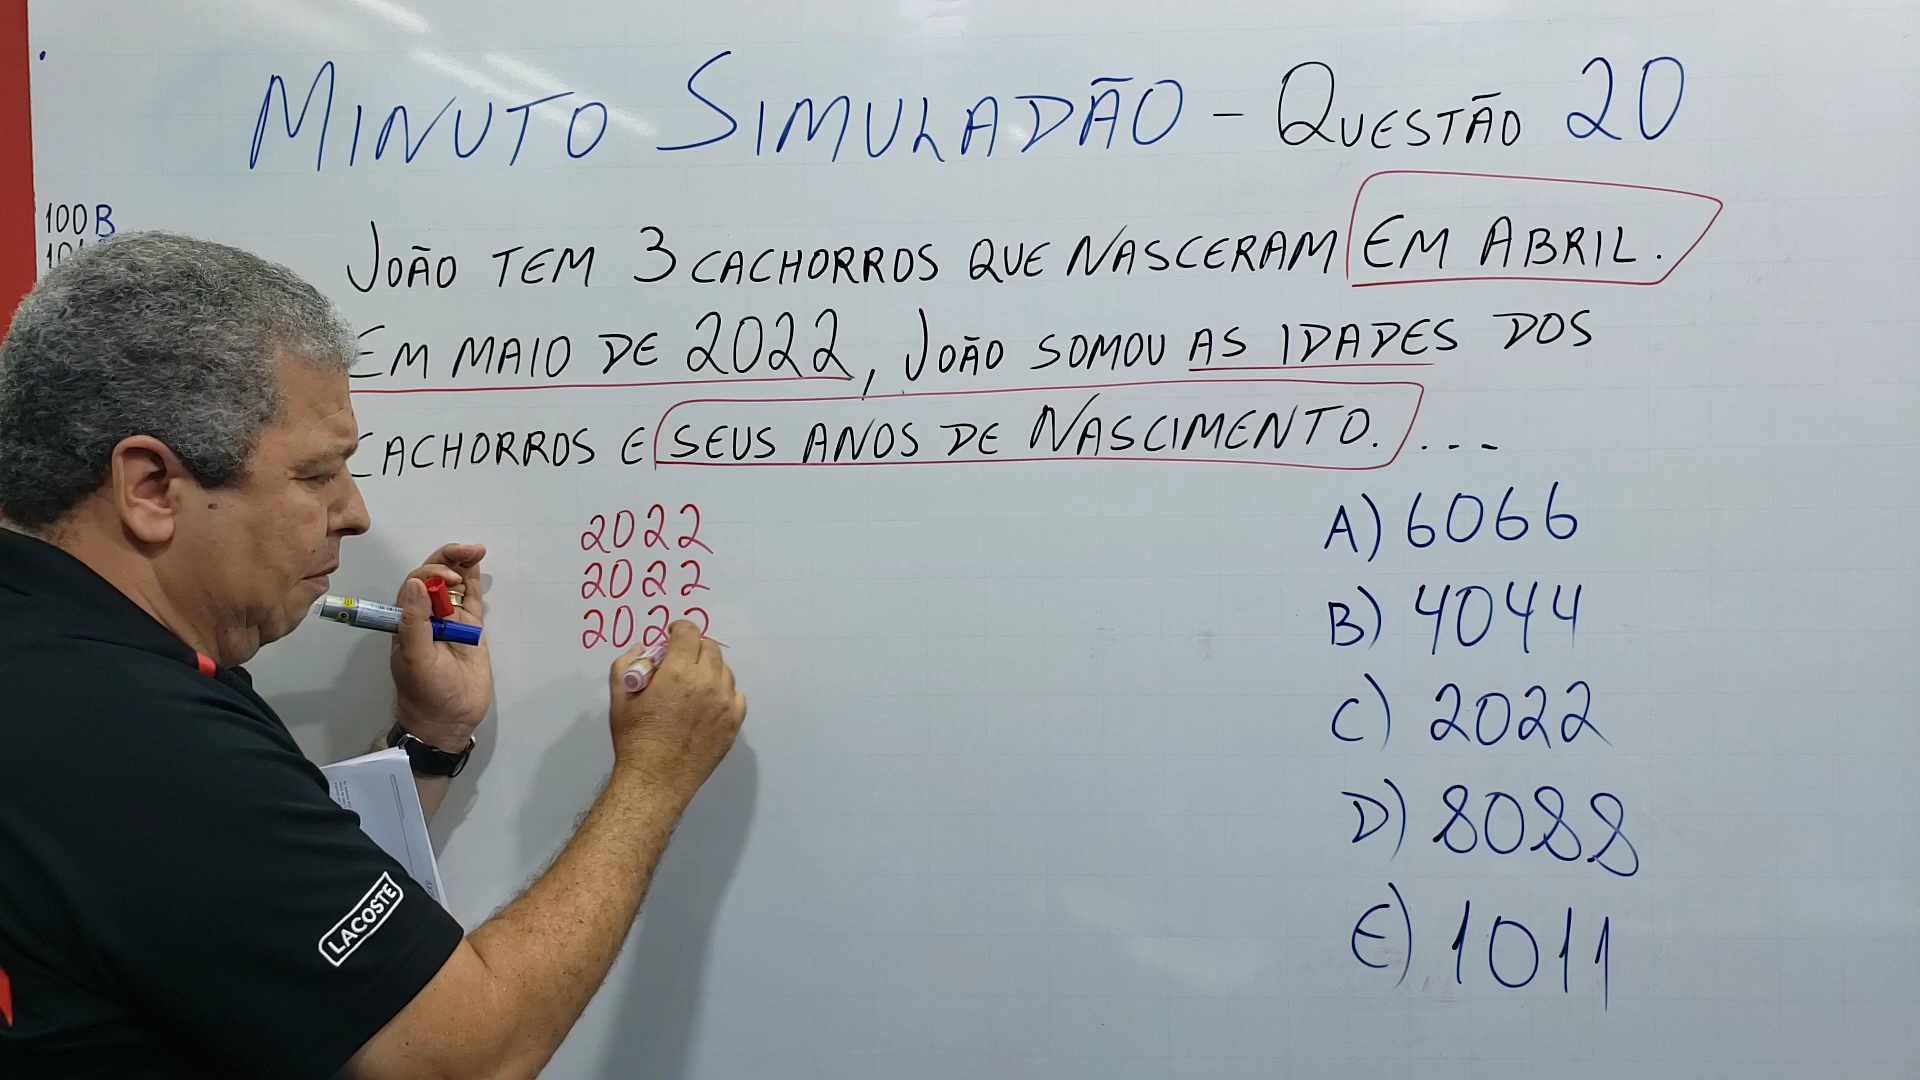 MINUTO SIMULADÃO - QUESTÃO 20
100 B
JOÃO TEM 3 CACHORROS QUE NASCERAM EM ABRIL.
EM MAIO DE 2022, JOÃO SOMOU AS IDADES DOS
CACHORROS E SEUS ANOS DE NASCIMENTO. ...
2022
2022
2022
A) 6066
B) 4044
C) 2022
D) 8088
E) 1011
LACOSTE